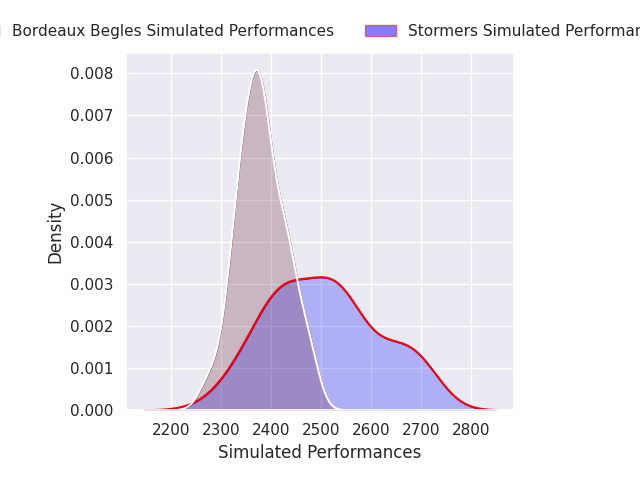 Bordeaux Begles Simulated Performances
Stormers Simulated
0.008
0.007
0.006
0.005
0.004
0.003
0.002
0.001
0.000
Density
2200 2300 2400 2500 2600 2700 2800
Simulated Performances